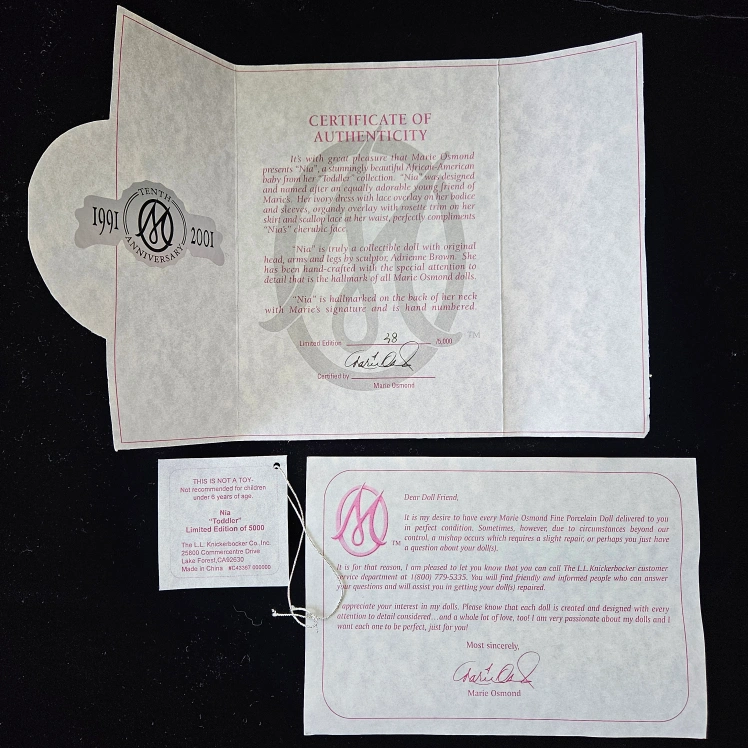 CERTIFICATE OF
AUTHENTICITY
It's with great pleasure that Marie Osmond
presents "Nia", a stunningly beautiful African-American
baby from her "Toddler" collection. "Nia" was designed
and named after an equally adorable young friend of
Marie's. Her ivory dress with lace overlay on her bodice
and sleeves, organdy overlay with rosette trim on her
skirt and scallop lace at her waist, perfectly compliments
"Nia's" cherubic face.
"Nia" is truly a collectible doll with original
head, arms and legs by sculptor, Adrienne Brown. She
has been hand-crafted with the special attention to
detail that is the hallmark of all Marie Osmond dolls.
"Nia" is hallmarked on the back of her neck
with Marie's signature and is hand numbered.
Limited Edition 38 /5,000
Certified by
Marie Osmond
TM
TENTH
1991 2001
ANNIVERSARY
THIS IS NOT A TOY.
Not recommended for children
under 6 years of age.
Nia
"Toddler"
Limited Edition of 5000
The L.L. Knickerbocker Co., Inc.
25800 Commercentre Drive
Lake Forest, CA 92630
Made in China #C43367 000000
TM
Dear Doll Friend,
It is my desire to have every Marie Osmond Fine Porcelain Doll delivered to you
in perfect condition. Sometimes, however, due to circumstances beyond our
control, a mishap occurs which requires a slight repair, or perhaps you just have
a question about your doll(s).
It is for that reason, I am pleased to let you know that you can call The L.L. Knickerbocker customer
service department at 1(800) 779-5335. You will find friendly and informed people who can answer
your questions and will assist you in getting your doll(s) repaired.
I appreciate your interest in my dolls. Please know that each doll is created and designed with every
attention to detail considered...and a whole lot of love, too! I am very passionate about my dolls and I
want each one to be perfect, just for you!
Most sincerely,
Marie Osmond